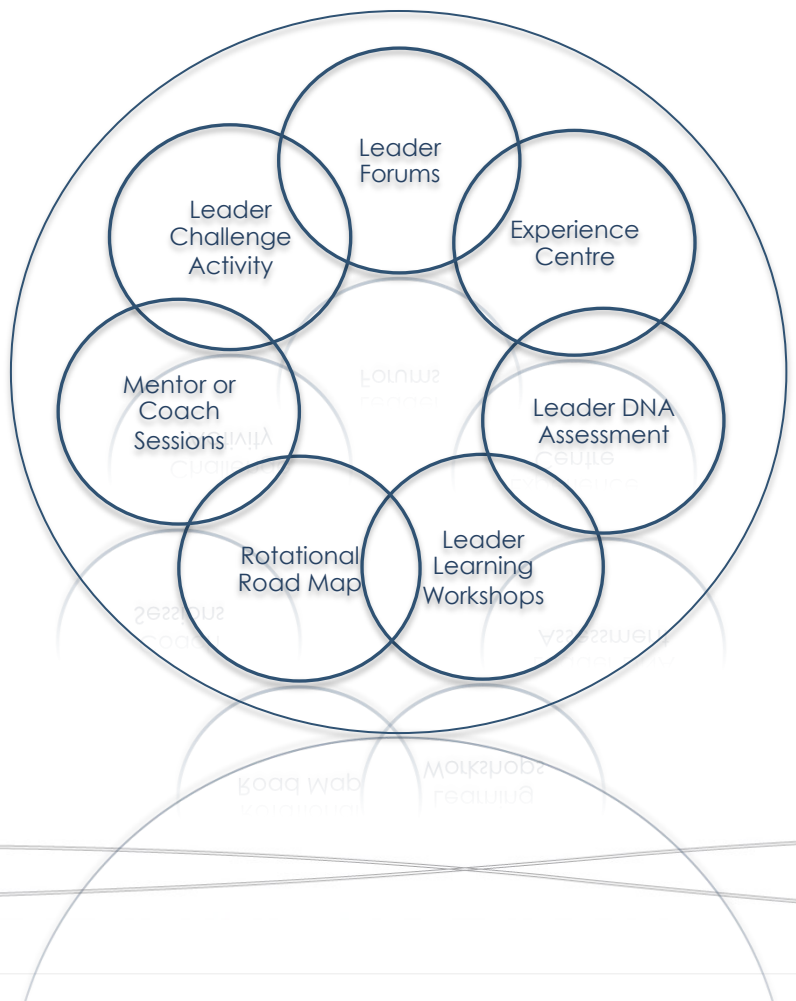 Leader
Forums
Experience
Centre
Leader DNA
Assessment
Leader
Learning
Workshops
Rotational
Road Map
Mentor or
Coach
Sessions
Leader
Challenge
Activity